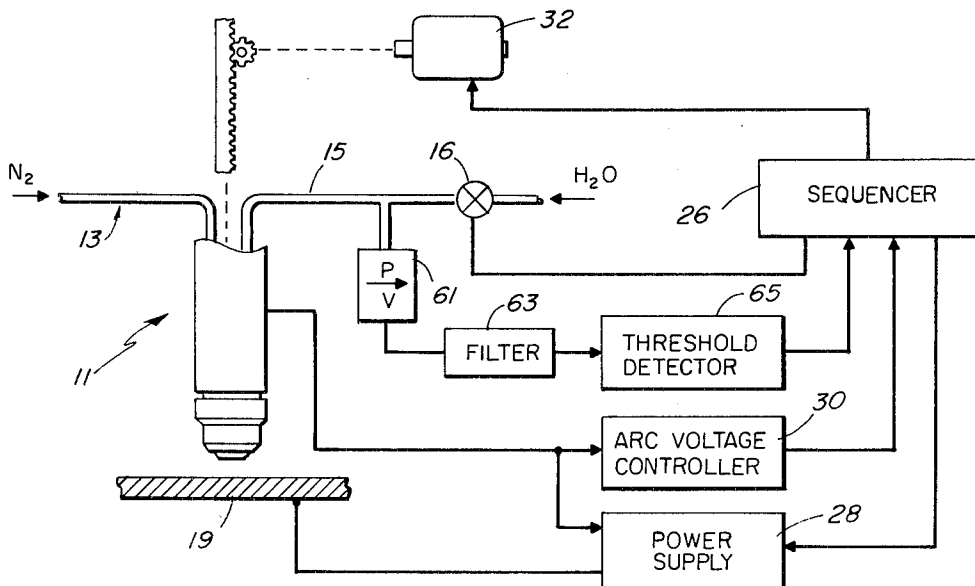 32
15
16
N2
H2O
26
SEQUENCER
13
P
V
61
63
65
11
FILTER
THRESHOLD
DETECTOR
30
ARC VOLTAGE
CONTROLLER
19
28
POWER
SUPPLY